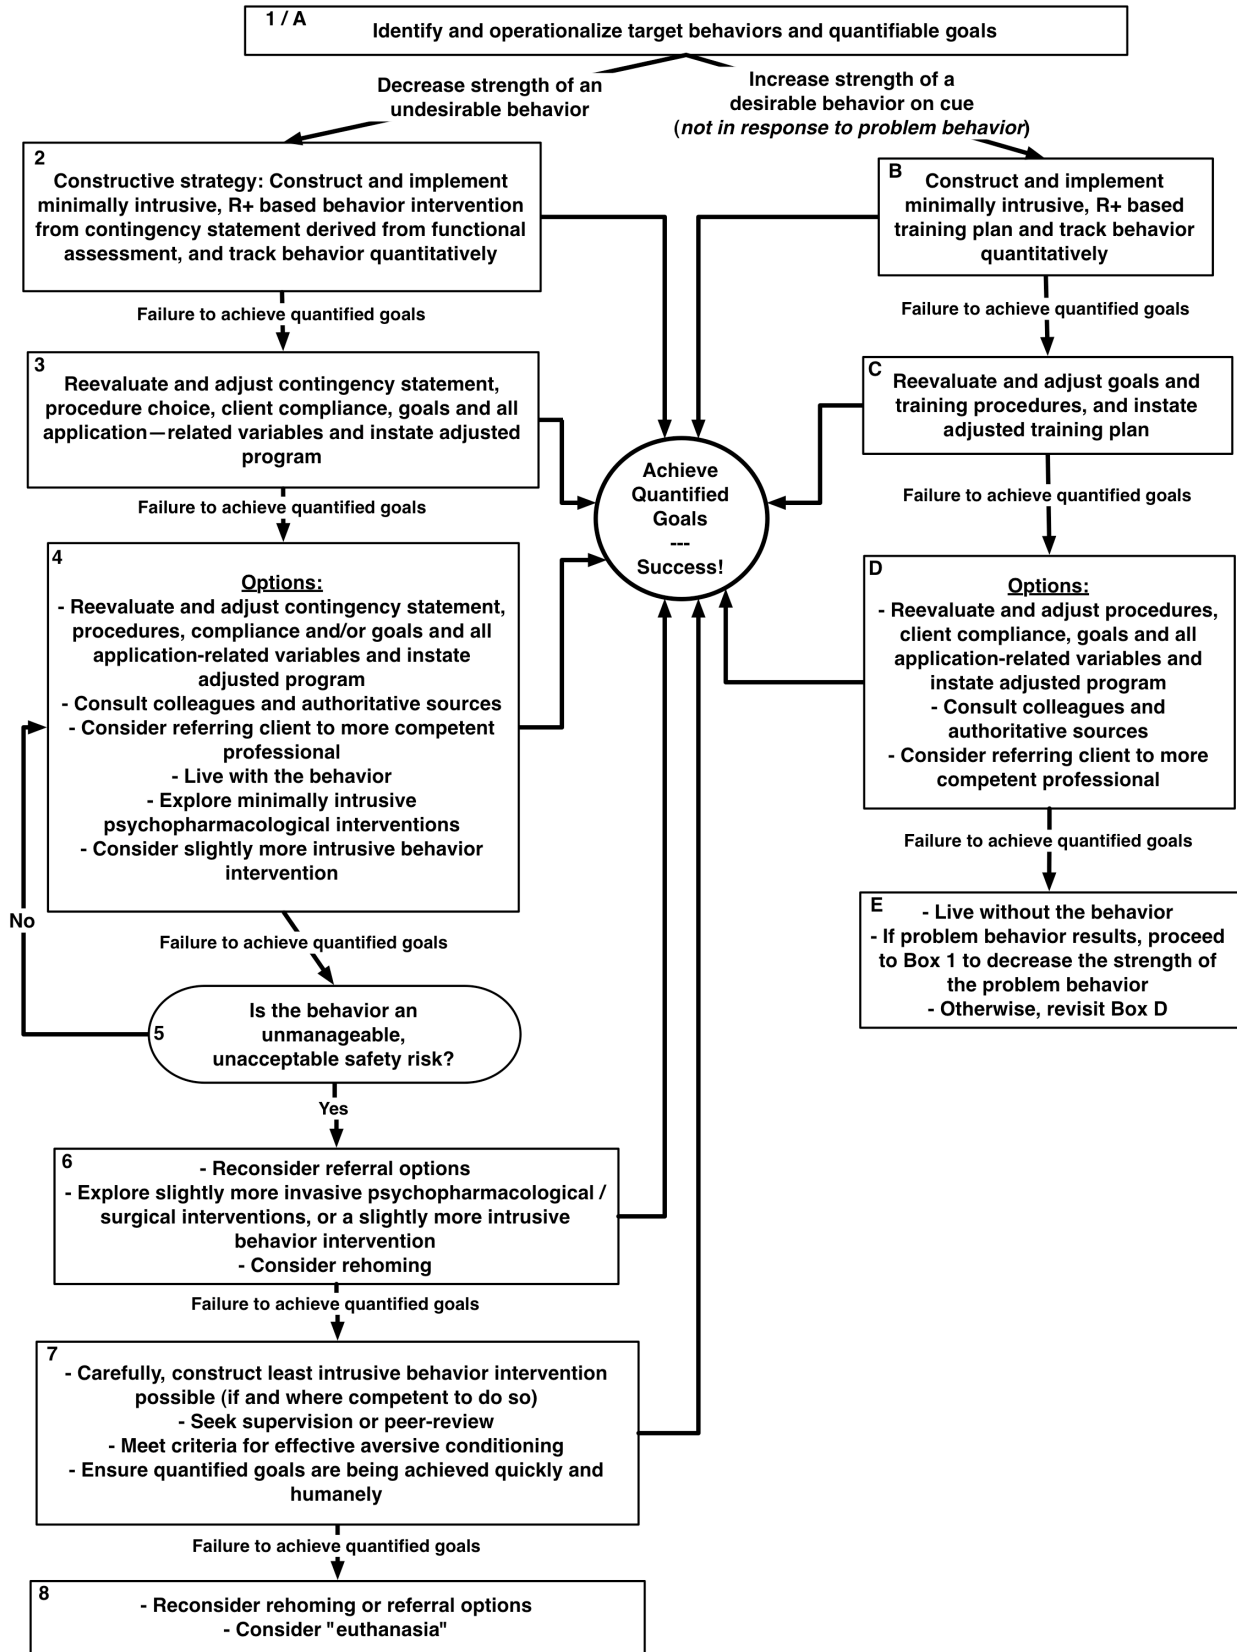 1 / A
Identify and operationalize target behaviors and quantifiable goals
Decrease strength of an
undesirable behavior
Increase strength of a
desirable behavior on cue
(not in response to problem behavior)
2
Constructive strategy: Construct and implement
minimally intrusive, R+ based behavior intervention
from contingency statement derived from functional
assessment, and track behavior quantitatively
B
Construct and implement
minimally intrusive, R+ based
training plan and track behavior
quantitatively
Failure to achieve quantified goals
Failure to achieve quantified goals
3
Reevaluate and adjust contingency statement,
procedure choice, client compliance, goals and all
application—related variables and instate adjusted
program
C
Reevaluate and adjust goals and
training procedures, and instate
adjusted training plan
Achieve
Quantified
Goals
---
Success!
Failure to achieve quantified goals
Failure to achieve quantified goals
4
Options:
- Reevaluate and adjust contingency statement,
procedures, compliance and/or goals and all
application-related variables and instate
adjusted program
- Consult colleagues and authoritative sources
- Consider referring client to more competent
professional
- Live with the behavior
- Explore minimally intrusive
psychopharmacological interventions
- Consider slightly more intrusive behavior
intervention
D
Options:
- Reevaluate and adjust procedures,
client compliance, goals and all
application-related variables and
instate adjusted program
- Consult colleagues and
authoritative sources
- Consider referring client to more
competent professional
Failure to achieve quantified goals
E
- Live without the behavior
- If problem behavior results, proceed
to Box 1 to decrease the strength of
the problem behavior
- Otherwise, revisit Box D
No
Failure to achieve quantified goals
5
Is the behavior an
unmanageable,
unacceptable safety risk?
Yes
6
- Reconsider referral options
- Explore slightly more invasive psychopharmacological /
surgical interventions, or a slightly more intrusive
behavior intervention
- Consider rehoming
Failure to achieve quantified goals
7
- Carefully, construct least intrusive behavior intervention
possible (if and where competent to do so)
- Seek supervision or peer-review
- Meet criteria for effective aversive conditioning
- Ensure quantified goals are being achieved quickly and
humanely
Failure to achieve quantified goals
8
- Reconsider rehoming or referral options
- Consider "euthanasia"